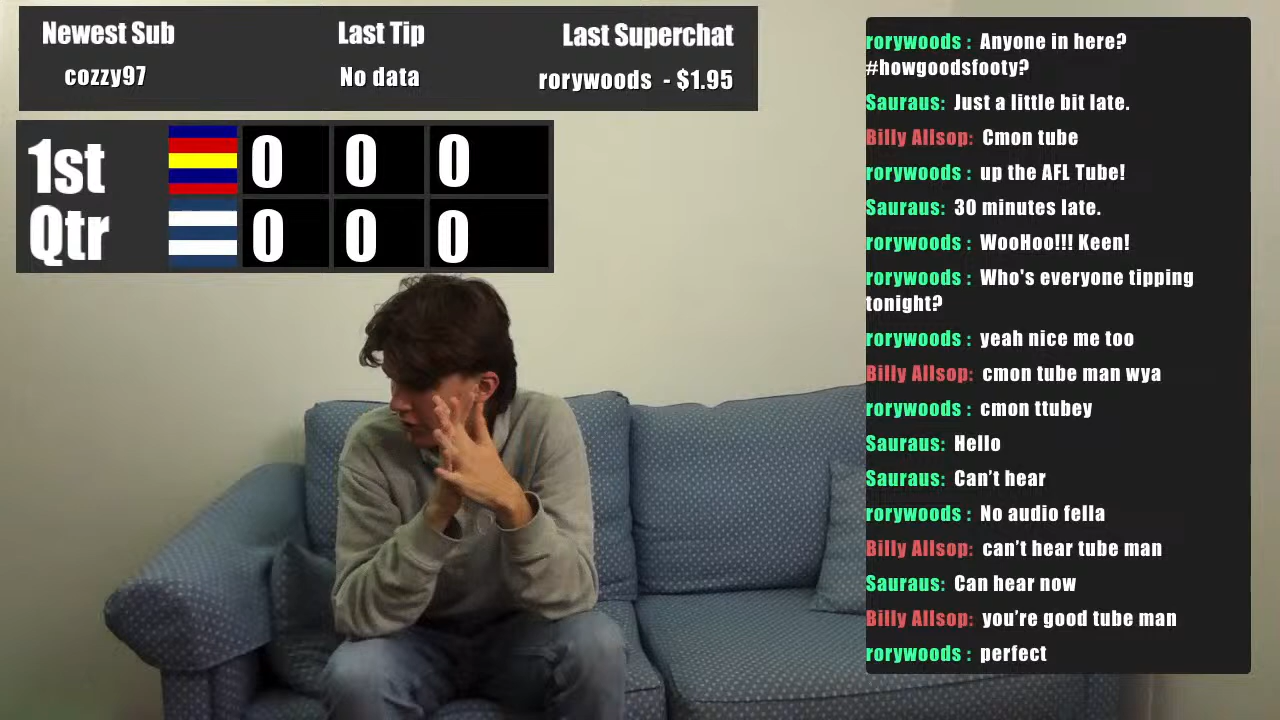 Newest Sub
Last Tip
Last Superchat
cozzy97
No data
rorywoods - $1.95
1st
0 0 0
Qtr
0 0 0
rorywoods : Anyone in here?
#howgoodsfooty?
Sauraus: Just a little bit late.
Billy Allsop: Cmon tube
rorywoods : up the AFL Tube!
Sauraus: 30 minutes late.
rorywoods : WooHoo!!! Keen!
rorywoods : Who's everyone tipping
tonight?
rorywoods : yeah nice me too
Billy Allsop: cmon tube man wya
rorywoods : cmon ttubey
Sauraus: Hello
Sauraus: Can’t hear
rorywoods : No audio fella
Billy Allsop: can’t hear tube man
Sauraus: Can hear now
Billy Allsop: you’re good tube man
rorywoods : perfect